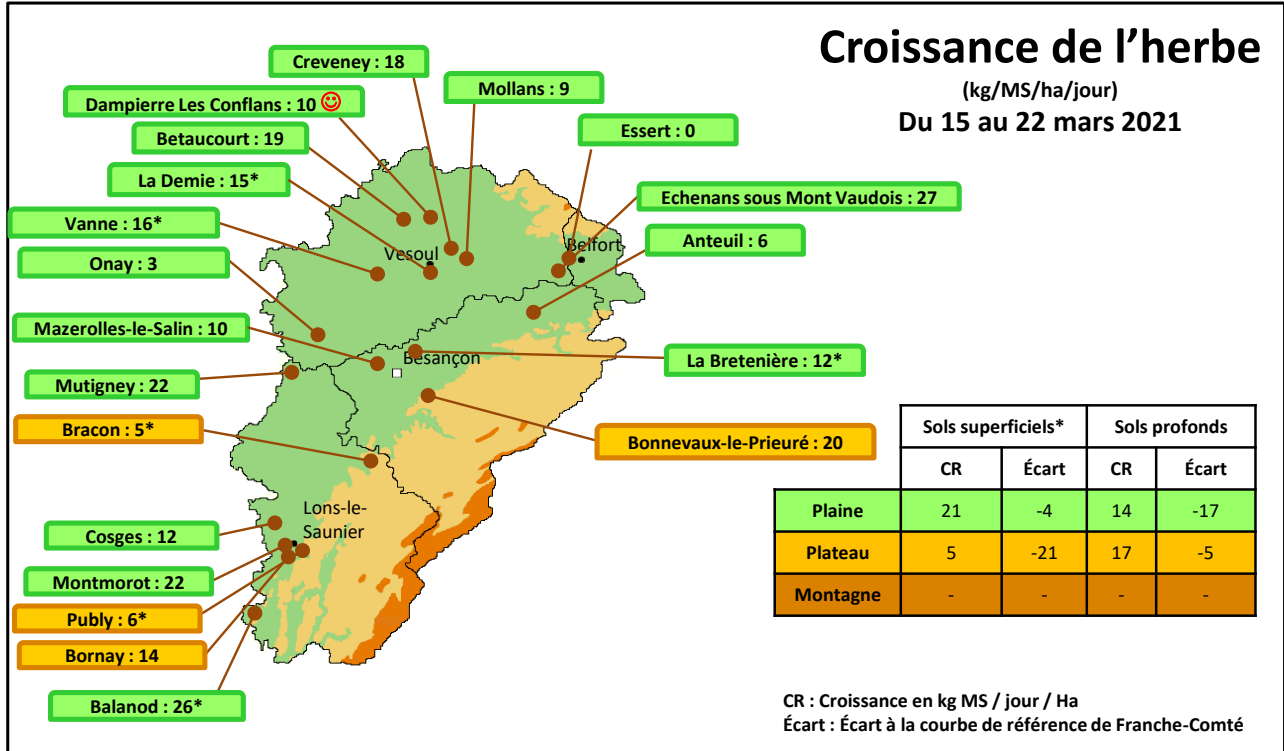 Croissance de l’herbe
(kg/MS/ha/jour)
Du 15 au 22 mars 2021
Creveney : 18
Mollans : 9
Dampierre Les Conflans : 10
Essert : 0
Betaucourt : 19
La Demie : 15*
Echenans sous Mont Vaudois : 27
Vanne : 16*
Anteuil : 6
Vesoul
Belfort
Onay : 3
Mazerolles-le-Salin : 10
Besançon
La Bretenière : 12*
Mutigney : 22
Bracon : 5*
Bonnevaux-le-Prieuré : 20
Lons-le-
Saunier
Cosges : 12
Montmorot : 22
Publy : 6*
Bornay : 14
Balanod : 26*
Sols superficiels* Sols profonds
CR Écart CR Écart
Plaine 21 -4 14 -17
Plateau 5 -21 17 -5
Montagne - - - -
CR : Croissance en kg MS / jour / Ha
Écart : Écart à la courbe de référence de Franche-Comté